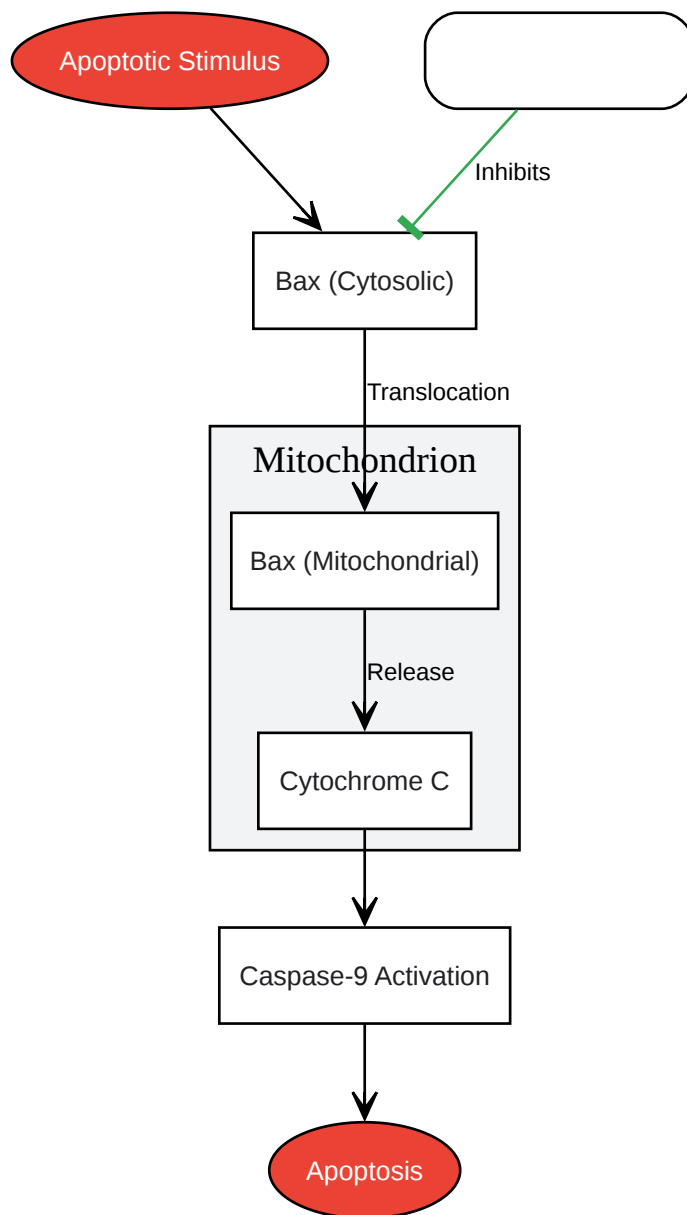 Apoptotic Stimulus
Inhibits
Bax (Cytosolic)
Translocation
Mitochondrion
Bax (Mitochondrial)
Release
Cytochrome C
Caspase-9 Activation
Apoptosis